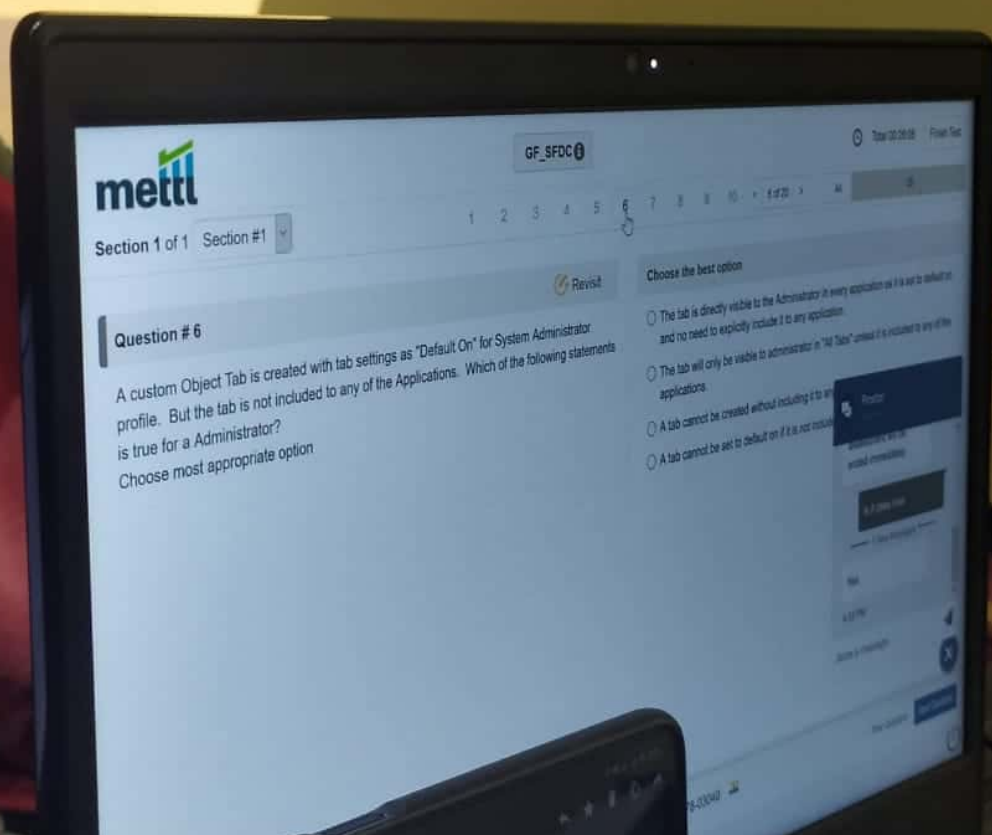 mettl
GF_SFDC
Finish Test
Section 1 of 1 Section #1
1 2 3 4 5 6 7 8 9 10
Revisit
Choose the best option
Question # 6
A custom Object Tab is created with tab settings as "Default On" for System Administrator
profile. But the tab is not included to any of the Applications. Which of the following statements
is true for a Administrator?
Choose most appropriate option
The tab is directly visible to the Administrator in every application as it is set to default on
and no need to explicitly include it to any application.
The tab will only be visible to administrator in "All Tabs" unless it is included to any of the
applications.
A tab cannot be created without including it to
A tab cannot be set to default on if it is not
Proctor
ended immediately
Yes